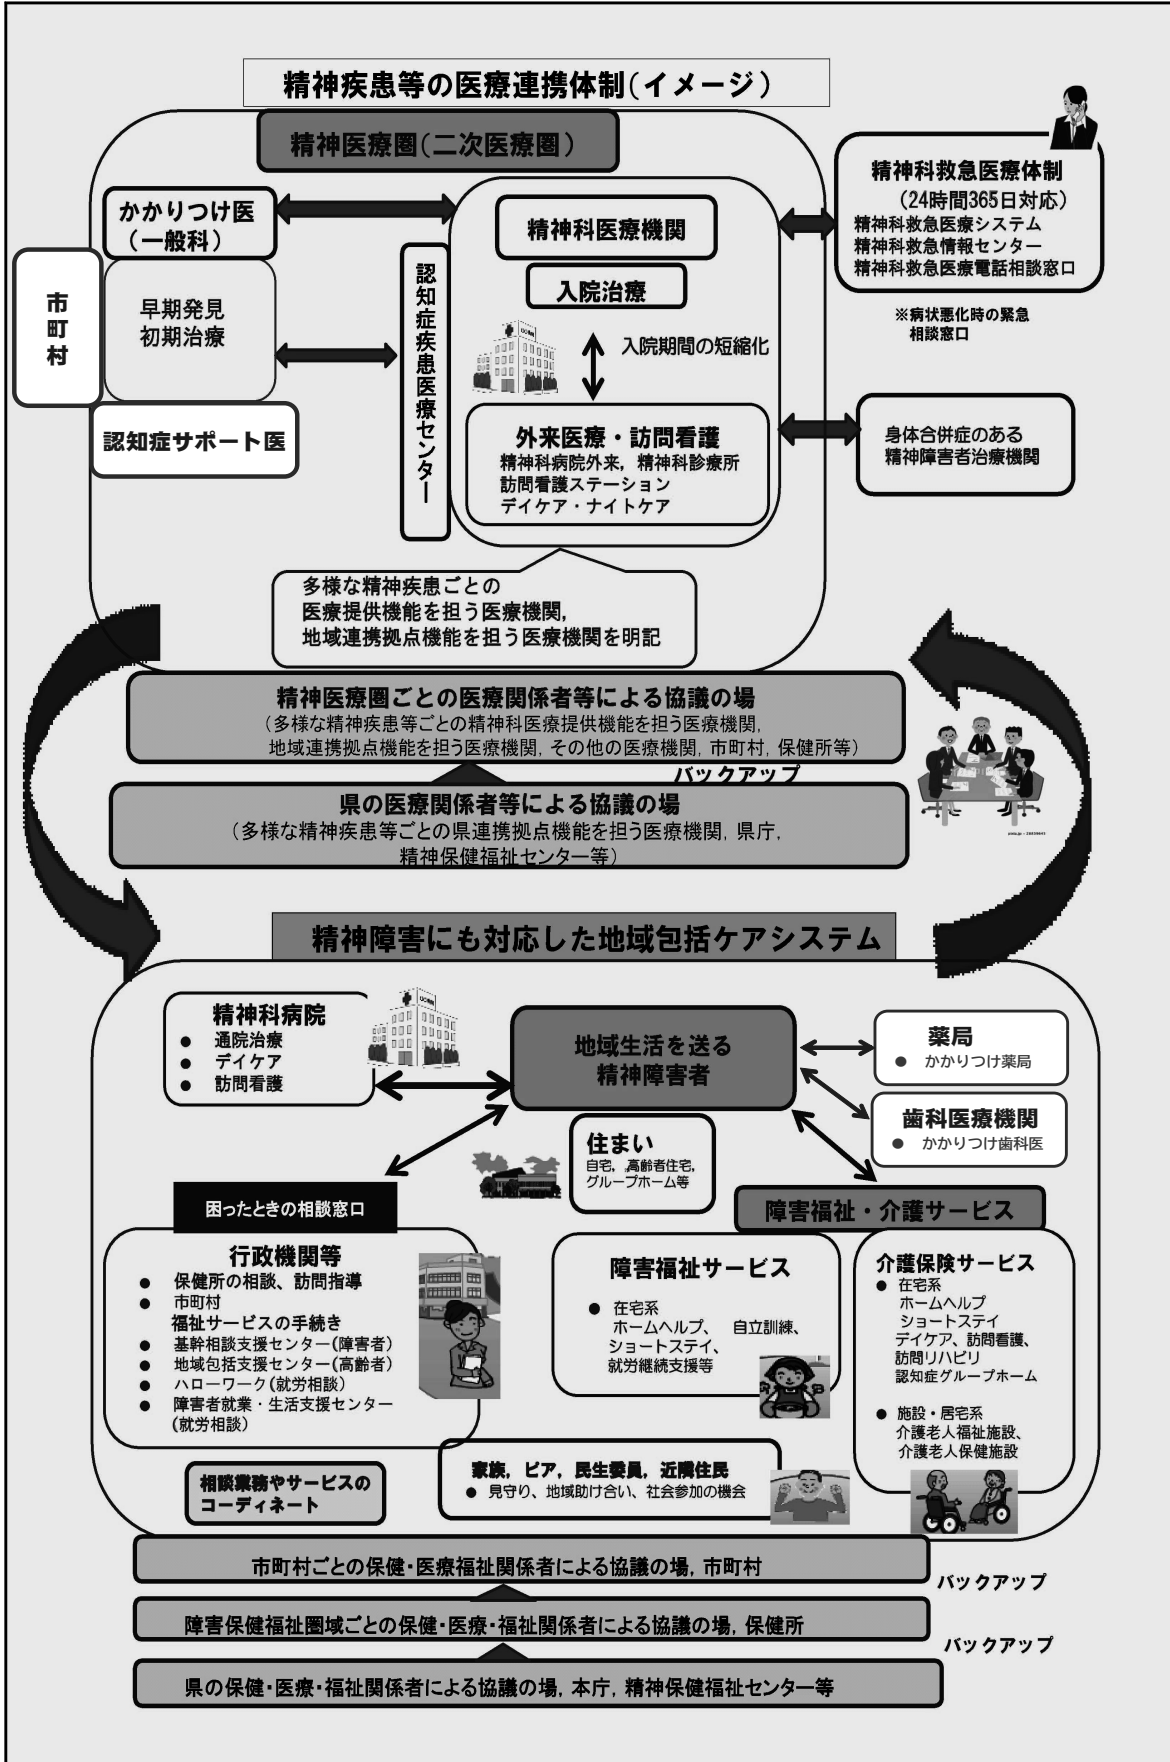 精神疾患等の医療連携体制(イメージ)
精神医療圏(二次医療圏)
かかりつけ医
(一般科)
市町村
早期発見
初期治療
認知症サポート医
認知症疾患医療センター
精神科医療機関
入院治療
入院期間の短縮化
外来医療・訪問看護
精神科病院外来，精神科診療所
訪問看護ステーション
デイケア・ナイトケア
精神科救急医療体制
(24時間365日対応)
精神科救急医療システム
精神科救急情報センター
精神科救急医療電話相談窓口
※病状悪化時の緊急
相談窓口
身体合併症のある
精神障害者治療機関
多様な精神疾患ごとの
医療提供機能を担う医療機関，
地域連携拠点機能を担う医療機関を明記
精神医療圏ごとの医療関係者等による協議の場
(多様な精神疾患等ごとの精神科医療提供機能を担う医療機関，
地域連携拠点機能を担う医療機関，その他の医療機関，市町村，保健所等)
バックアップ
県の医療関係者等による協議の場
(多様な精神疾患等ごとの県連携拠点機能を担う医療機関，県庁，
精神保健福祉センター等)
精神障害にも対応した地域包括ケアシステム
精神科病院
● 通院治療
● デイケア
● 訪問看護
地域生活を送る
精神障害者
薬局
● かかりつけ薬局
歯科医療機関
● かかりつけ歯科医
住まい
自宅，高齢者住宅，
グループホーム等
困ったときの相談窓口
行政機関等
● 保健所の相談、訪問指導
● 市町村
福祉サービスの手続き
● 基幹相談支援センター(障害者)
● 地域包括支援センター(高齢者)
● ハローワーク(就労相談)
● 障害者就業・生活支援センター
(就労相談)
障害福祉・介護サービス
障害福祉サービス
● 在宅系
ホームヘルプ、 自立訓練、
ショートステイ、
就労継続支援等
介護保険サービス
● 在宅系
ホームヘルプ
ショートステイ
デイケア、訪問看護、
訪問リハビリ
認知症グループホーム
● 施設・居宅系
介護老人福祉施設、
介護老人保健施設
相談業務やサービスの
コーディネート
家族，ピア，民生委員，近隣住民
● 見守り、地域助け合い、社会参加の機会
市町村ごとの保健・医療福祉関係者による協議の場，市町村
バックアップ
障害保健福祉圏域ごとの保健・医療・福祉関係者による協議の場，保健所
バックアップ
県の保健・医療・福祉関係者による協議の場，本庁，精神保健福祉センター等